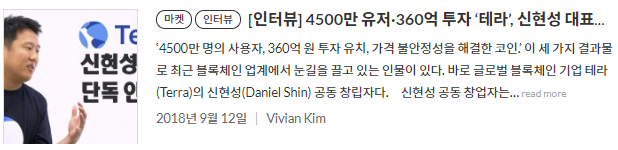 마켓 인터뷰 [인터뷰] 4500만 유저·360억 투자 ‘테라’, 신현성 대표...
‘4500만 명의 사용자, 360억 원 투자 유치, 가격 불안정성을 해결한 코인.’ 이 세 가지 결과물
로 최근 블록체인 업계에서 눈길을 끌고 있는 인물이 있다. 바로 글로벌 블록체인 기업 테라
(Terra)의 신현성(Daniel Shin) 공동 창립자다. 신현성 공동 창업자는... read more
2018년 9월 12일 | Vivian Kim
Te
신현성
단독 인